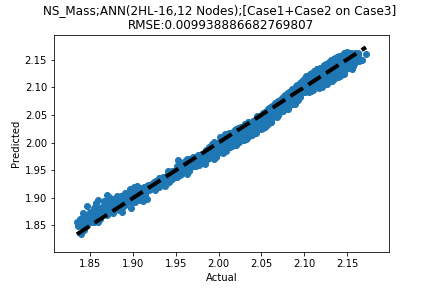 NS_Mass;ANN(2HL-16,12 Nodes);[Case1+Case2 on Case3]
RMSE:0.009938886682769807
2.15
2.10
2.05
2.00
1.95
1.90
1.85
Predicted
1.85 1.90 1.95 2.00 2.05 2.10 2.15
Actual